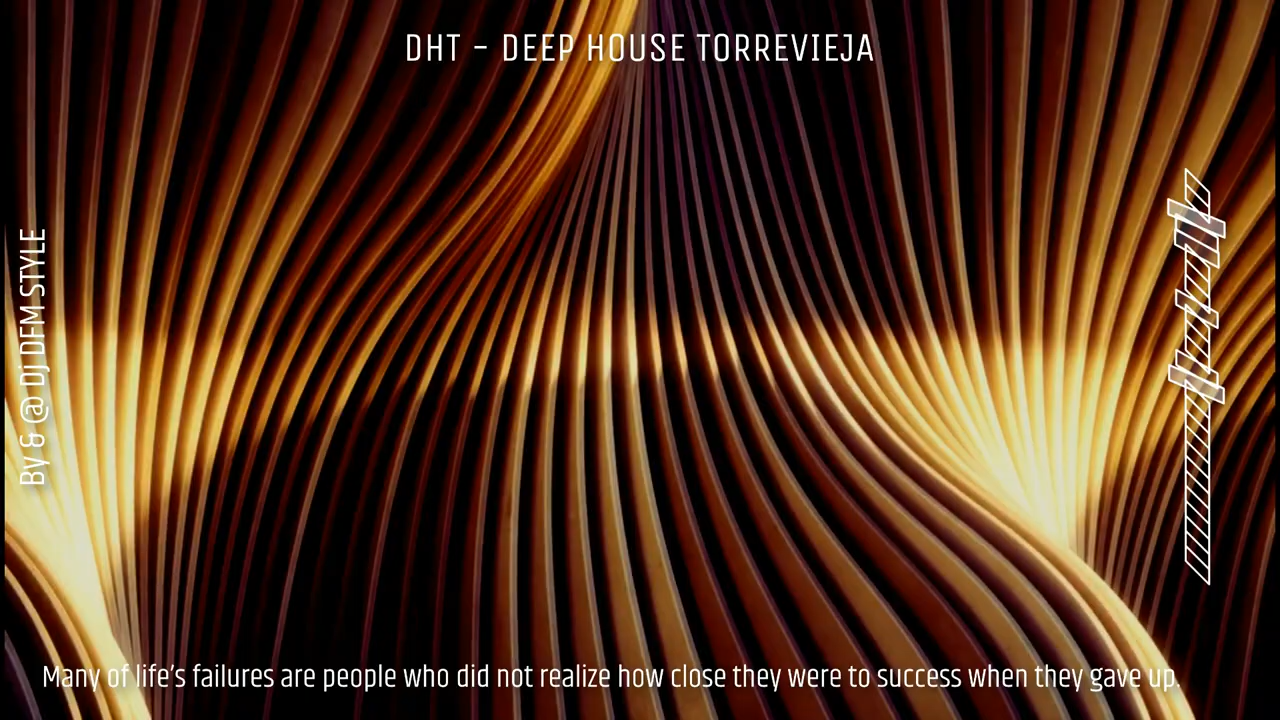 DHT - DEEP HOUSE TORREVIEJA
By & @ Dj DFM STYLE
Many of life's failures are people who did not realize how close they were to success when they gave up.